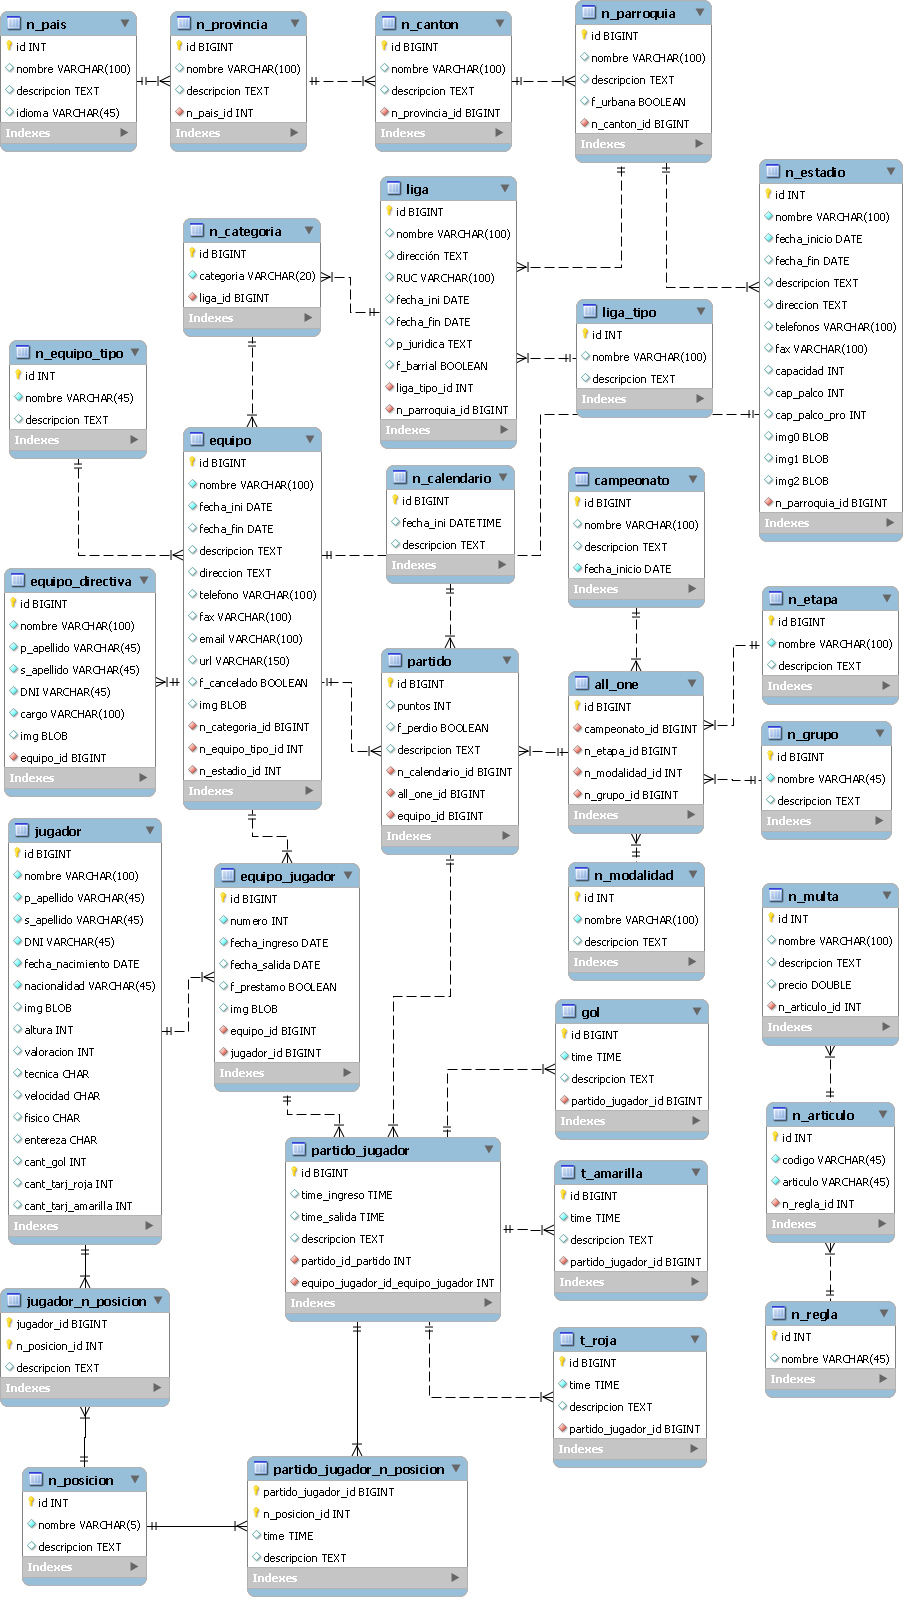 n_pais
id INT
nombre VARCHAR(100)
descripcion TEXT
idioma VARCHAR(45)
Indexes
n_provincia
id BIGINT
nombre VARCHAR(100)
descripcion TEXT
n_pais_id INT
Indexes
n_canton
id BIGINT
nombre VARCHAR(100)
descripcion TEXT
n_provincia_id BIGINT
Indexes
n_parroquia
id BIGINT
nombre VARCHAR(100)
descripcion TEXT
f_urbana BOOLEAN
n_canton_id BIGINT
Indexes
n_estadio
id INT
nombre VARCHAR(100)
fecha_inicio DATE
fecha_fin DATE
descripcion TEXT
direccion TEXT
telefonos VARCHAR(100)
fax VARCHAR(100)
capacidad INT
cap_palco INT
cap_palco_pro INT
img0 BLOB
img1 BLOB
img2 BLOB
n_parroquia_id BIGINT
Indexes
liga
id BIGINT
nombre VARCHAR(100)
dirección TEXT
RUC VARCHAR(100)
fecha_ini DATE
fecha_fin DATE
p_juridica TEXT
f_barrial BOOLEAN
liga_tipo_id INT
n_parroquia_id BIGINT
Indexes
n_categoria
id BIGINT
categoria VARCHAR(20)
liga_id BIGINT
Indexes
liga_tipo
id INT
nombre VARCHAR(100)
descripcion TEXT
Indexes
n_equipo_tipo
id INT
nombre VARCHAR(45)
descripcion TEXT
Indexes
equipo
id BIGINT
nombre VARCHAR(100)
fecha_ini DATE
fecha_fin DATE
descripcion TEXT
direccion TEXT
telefono VARCHAR(100)
fax VARCHAR(100)
email VARCHAR(100)
url VARCHAR(150)
f_cancelado BOOLEAN
img BLOB
n_categoria_id BIGINT
n_equipo_tipo_id INT
n_estadio_id INT
Indexes
n_calendario
id BIGINT
fecha_ini DATETIME
descripcion TEXT
Indexes
campeonato
id BIGINT
nombre VARCHAR(100)
descripcion TEXT
fecha_inicio DATE
Indexes
equipo_directiva
id BIGINT
nombre VARCHAR(100)
p_apellido VARCHAR(45)
s_apellido VARCHAR(45)
DNI VARCHAR(45)
cargo VARCHAR(100)
img BLOB
equipo_id BIGINT
Indexes
partido
id BIGINT
puntos INT
f_perdio BOOLEAN
descripcion TEXT
n_calendario_id BIGINT
all_one_id BIGINT
equipo_id BIGINT
Indexes
all_one
id BIGINT
campeonato_id BIGINT
n_etapa_id BIGINT
n_modalidad_id INT
n_grupo_id BIGINT
Indexes
n_etapa
id BIGINT
nombre VARCHAR(100)
descripcion TEXT
Indexes
n_grupo
id BIGINT
nombre VARCHAR(45)
descripcion TEXT
Indexes
jugador
id BIGINT
nombre VARCHAR(100)
p_apellido VARCHAR(45)
s_apellido VARCHAR(45)
DNI VARCHAR(45)
fecha_nacimiento DATE
nacionalidad VARCHAR(45)
img BLOB
altura INT
valoracion INT
tecnica CHAR
velocidad CHAR
fisico CHAR
entereza CHAR
cant_gol INT
cant_tarj_roja INT
cant_tarj_amarilla INT
Indexes
equipo_jugador
id BIGINT
numero INT
fecha_ingreso DATE
fecha_salida DATE
f_prestamo BOOLEAN
img BLOB
equipo_id BIGINT
jugador_id BIGINT
Indexes
n_modalidad
id INT
nombre VARCHAR(100)
descripcion TEXT
Indexes
n_multa
id INT
nombre VARCHAR(100)
descripcion TEXT
precio DOUBLE
n_articulo_id INT
Indexes
gol
id BIGINT
time TIME
descripcion TEXT
partido_jugador_id BIGINT
Indexes
n_articulo
id INT
codigo VARCHAR(45)
articulo VARCHAR(45)
n_regla_id INT
Indexes
partido_jugador
id BIGINT
time_ingreso TIME
time_salida TIME
descripcion TEXT
partido_id_partido INT
equipo_jugador_id_equipo_jugador INT
Indexes
t_amarilla
id BIGINT
time TIME
descripcion TEXT
partido_jugador_id BIGINT
Indexes
jugador_n_posicion
jugador_id BIGINT
n_posicion_id INT
descripcion TEXT
Indexes
t_roja
id BIGINT
time TIME
descripcion TEXT
partido_jugador_id BIGINT
Indexes
n_regla
id INT
nombre VARCHAR(45)
Indexes
n_posicion
id INT
nombre VARCHAR(5)
descripcion TEXT
Indexes
partido_jugador_n_posicion
partido_jugador_id BIGINT
n_posicion_id INT
time TIME
descripcion TEXT
Indexes